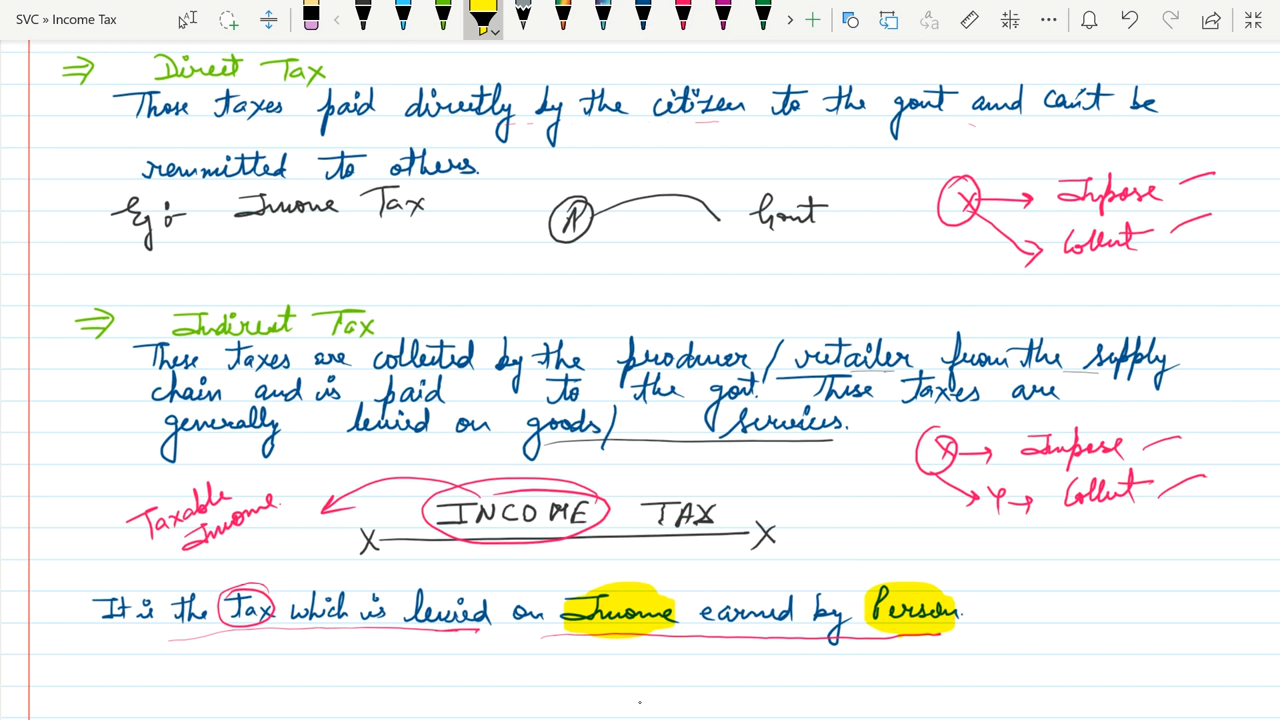 SVC » Income Tax
⇒ Direct Tax
Those taxes paid directly by the citizen to the govt and can't be
remmitted to others.
Eg:- Income Tax P Govt
X → Impose
Collect
⇒ Indirect Tax
These taxes are collected by the producer/retailer from the supply
chain and is paid to the govt. These taxes are
generally levied on goods/ services.
X → Impose
Y → Collect
Taxable
Income.
X INCOME TAX X
It is the Tax which is levied on Income earned by Person.